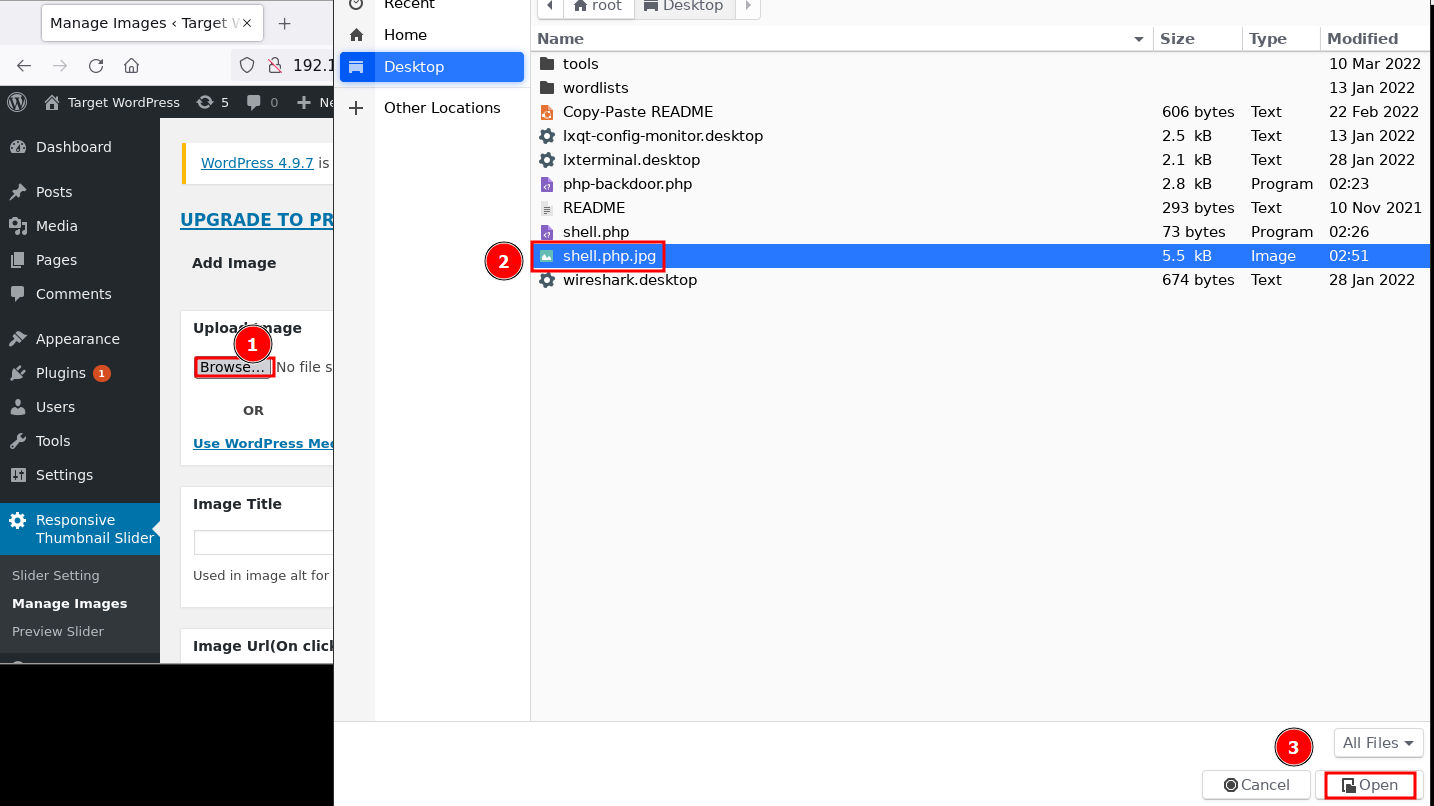 Manage Images ‹ Target W
192.1
Target WordPress 5 0 Ne
Dashboard
Posts
Media
Pages
Comments
Appearance
Plugins 1
Users
Tools
Settings
Responsive
Thumbnail Slider
Slider Setting
Manage Images
Preview Slider
WordPress 4.9.7 is
UPGRADE TO PR
Add Image
Upload Image
1
Browse... No file s
OR
Use WordPress Med
Image Title
Used in image alt for
Image Url(On click
Recent
Home
Desktop
Other Locations
root Desktop
Name Size Type Modified
tools 10 Mar 2022
wordlists 13 Jan 2022
Copy-Paste README 606 bytes Text 22 Feb 2022
lxqt-config-monitor.desktop 2.5 kB Text 13 Jan 2022
lxterminal.desktop 2.1 kB Text 28 Jan 2022
php-backdoor.php 2.8 kB Program 02:23
README 293 bytes Text 10 Nov 2021
shell.php 73 bytes Program 02:26
2 shell.php.jpg 5.5 kB Image 02:51
wireshark.desktop 674 bytes Text 28 Jan 2022
3 All Files
Cancel Open